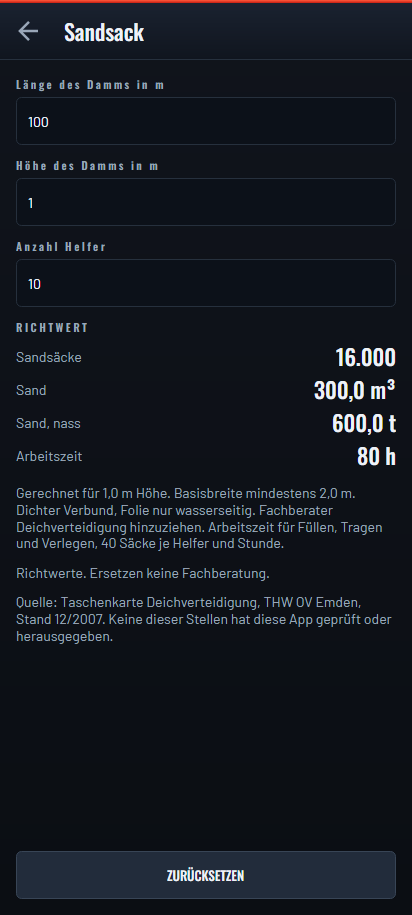 Sandsack
Länge des Damms in m
100
Höhe des Damms in m
1
Anzahl Helfer
10
RICHTWERT
Sandsäcke 16.000
Sand 300,0 m³
Sand, nass 600,0 t
Arbeitszeit 80 h
Gerechnet für 1,0 m Höhe. Basisbreite mindestens 2,0 m.
Dichter Verbund, Folie nur wasserseitig. Fachberater
Deichverteidigung hinzuziehen. Arbeitszeit für Füllen, Tragen
und Verlegen, 40 Säcke je Helfer und Stunde.
Richtwerte. Ersetzen keine Fachberatung.
Quelle: Taschenkarte Deichverteidigung, THW OV Emden,
Stand 12/2007. Keine dieser Stellen hat diese App geprüft oder
herausgegeben.
ZURÜCKSETZEN